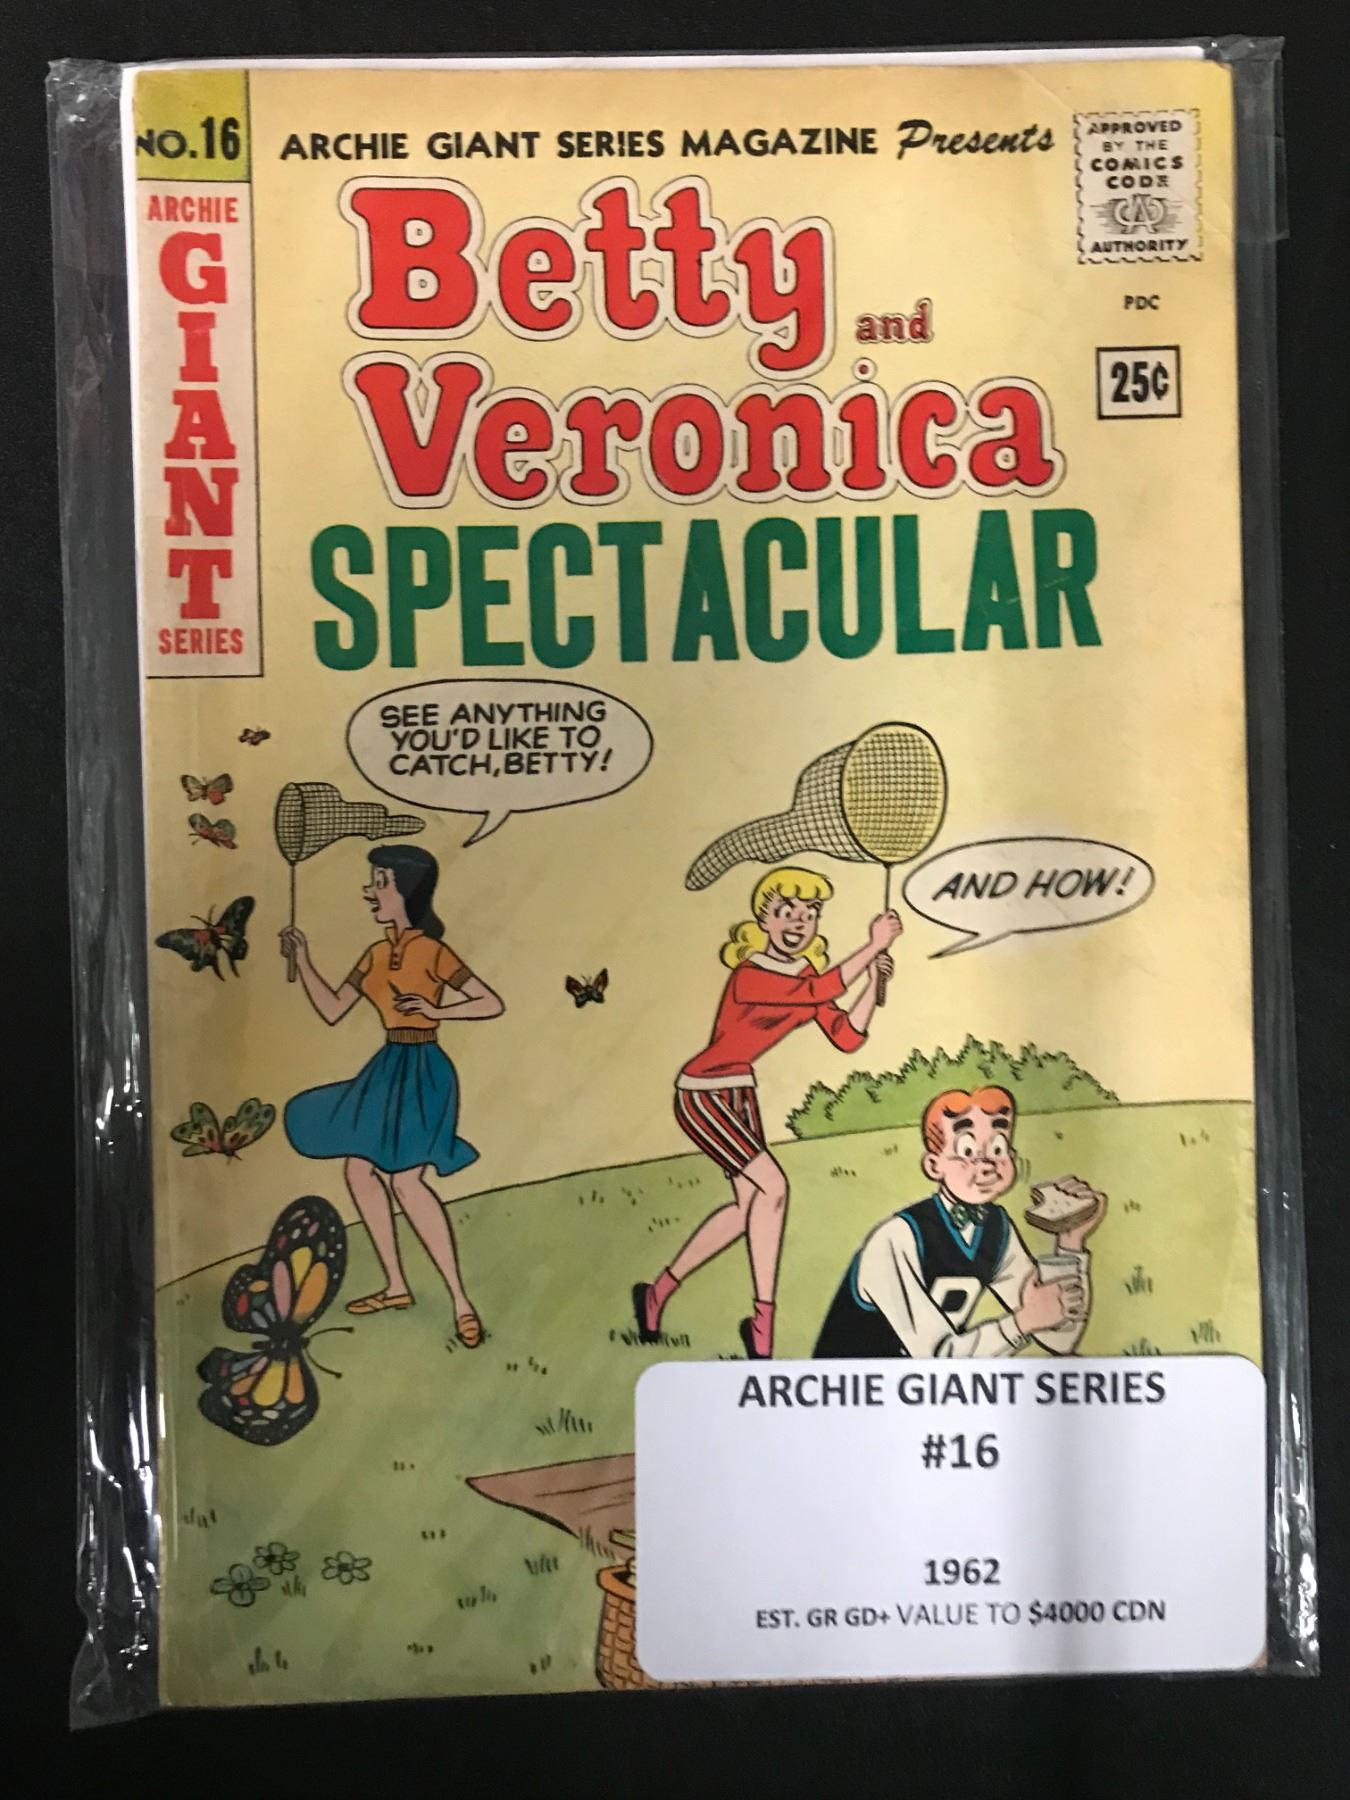 NO.16
ARCHIE GIANT SERIES MAGAZINE Presents
APPROVED
BY THE
COMICS
CODE
CA
AUTHORITY
ARCHIE
GIANT
SERIES
Betty
and
Veronica
SPECTACULAR
PDC
25¢
SEE ANYTHING
YOU'D LIKE TO
CATCH, BETTY!
AND HOW!
ARCHIE GIANT SERIES
#16
1962
EST. GR GD+ VALUE TO $4000 CDN